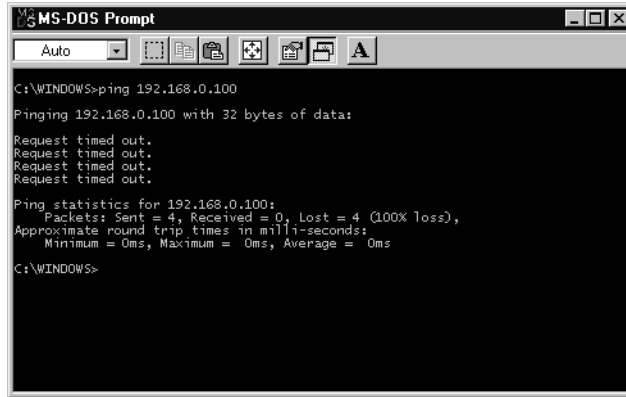 MS-DOS Prompt
Auto
A
C:\WINDOWS>ping 192.168.0.100
Pinging 192.168.0.100 with 32 bytes of data:
Request timed out.
Request timed out.
Request timed out.
Request timed out.
Ping statistics for 192.168.0.100:
Packets: Sent = 4, Received = 0, Lost = 4 (100% loss),
Approximate round trip times in milli-seconds:
Minimum = 0ms, Maximum =  0ms, Average =  0ms
C:\WINDOWS>